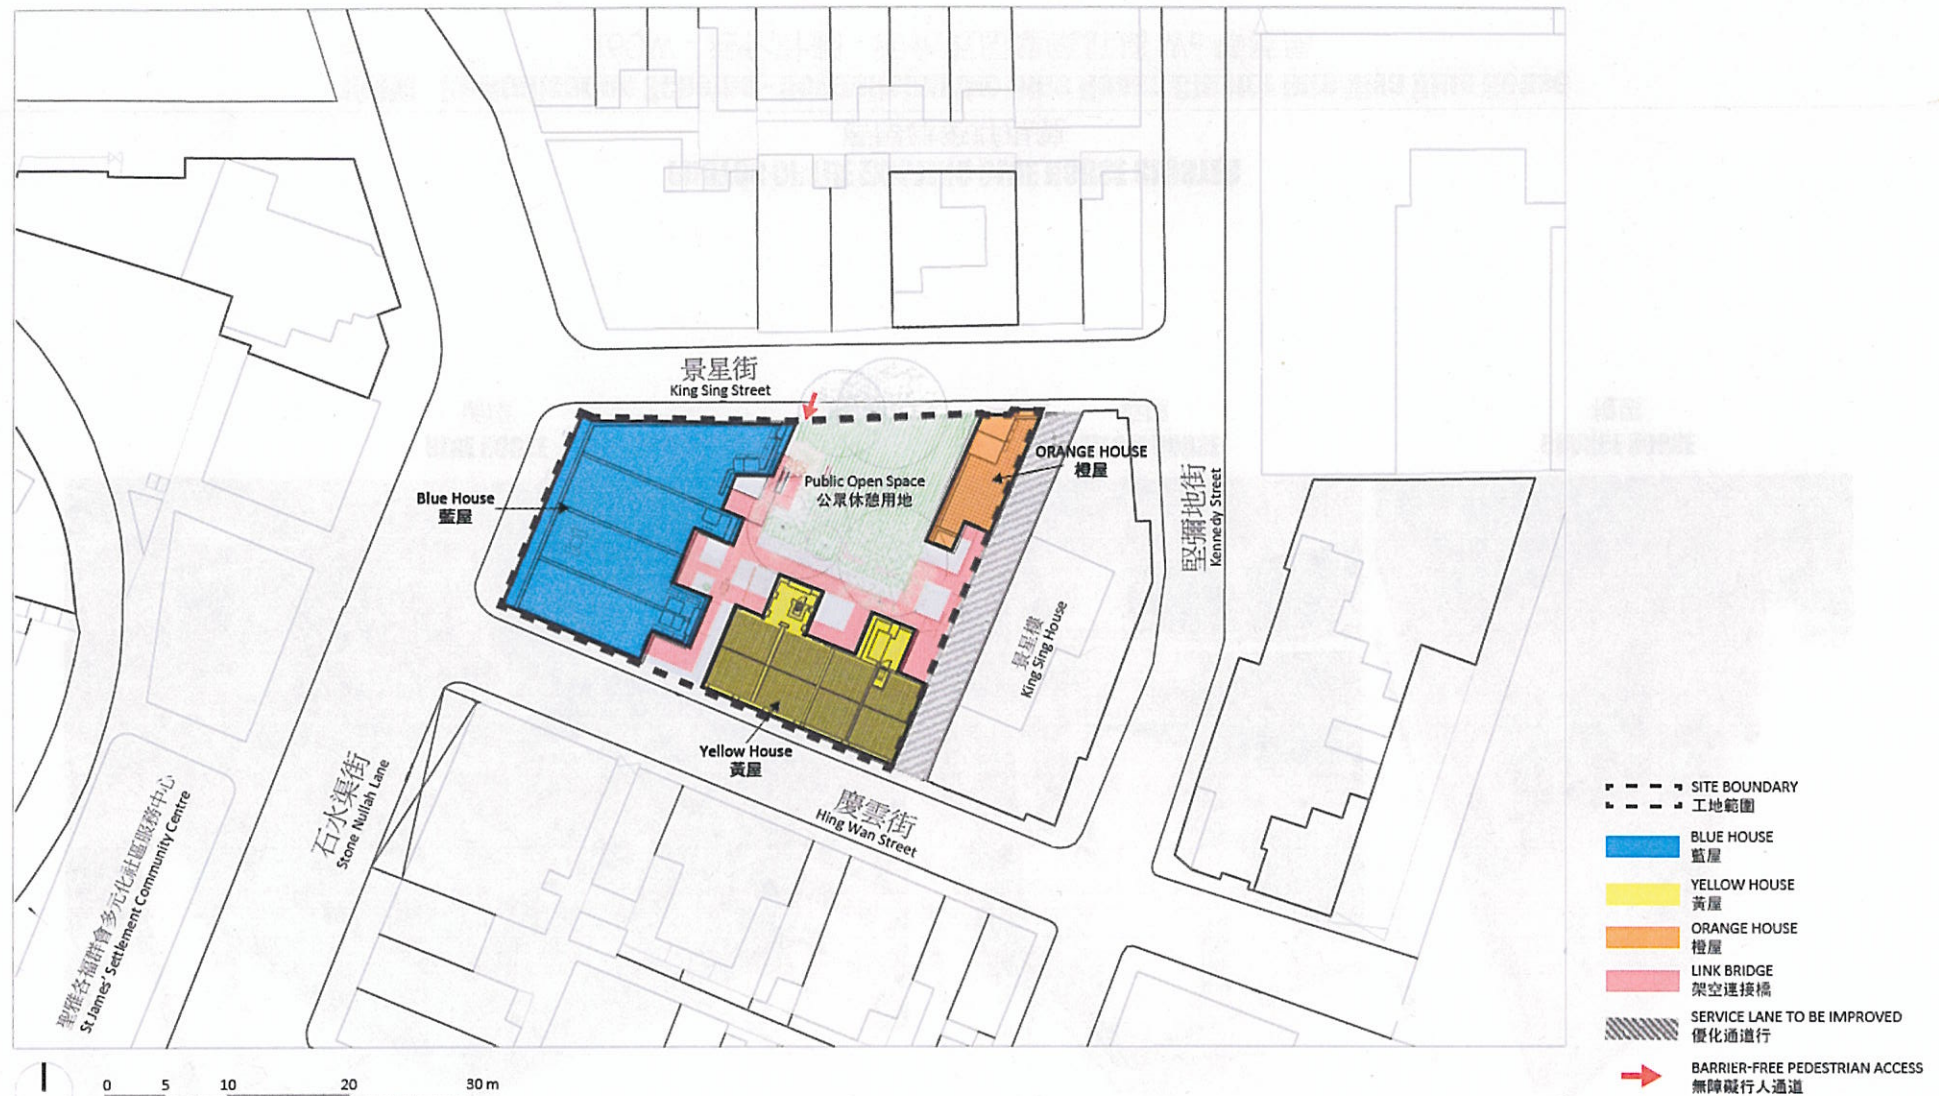 景星街
King Sing Street
ORANGE HOUSE
橙屋
Public Open Space
公眾休憩用地
Blue House
藍屋
堅彌地街
Kennedy Street
景星樓
King Sing House
Yellow House
黃屋
慶雲街
Hing Wan Street
石水渠街
Stone Nullah Lane
聖雅各福群會多元化社區服務中心
St James' Settlement Community Centre
SITE BOUNDARY
工地範圍
BLUE HOUSE
藍屋
YELLOW HOUSE
黃屋
ORANGE HOUSE
橙屋
LINK BRIDGE
架空連接橋
SERVICE LANE TO BE IMPROVED
優化通道行
BARRIER-FREE PEDESTRIAN ACCESS
無障礙行人通道
0 5 10 20 30 m